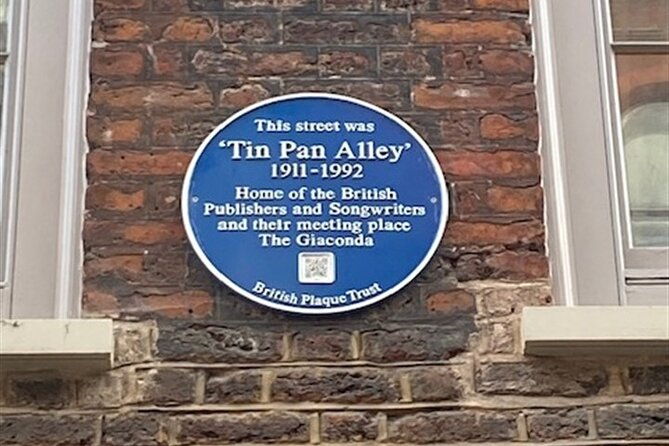 This street was
‘Tin Pan Alley’
1911-1992
Home of the British
Publishers and Songwriters
and their meeting place
The Giaconda
British Plaque Trust